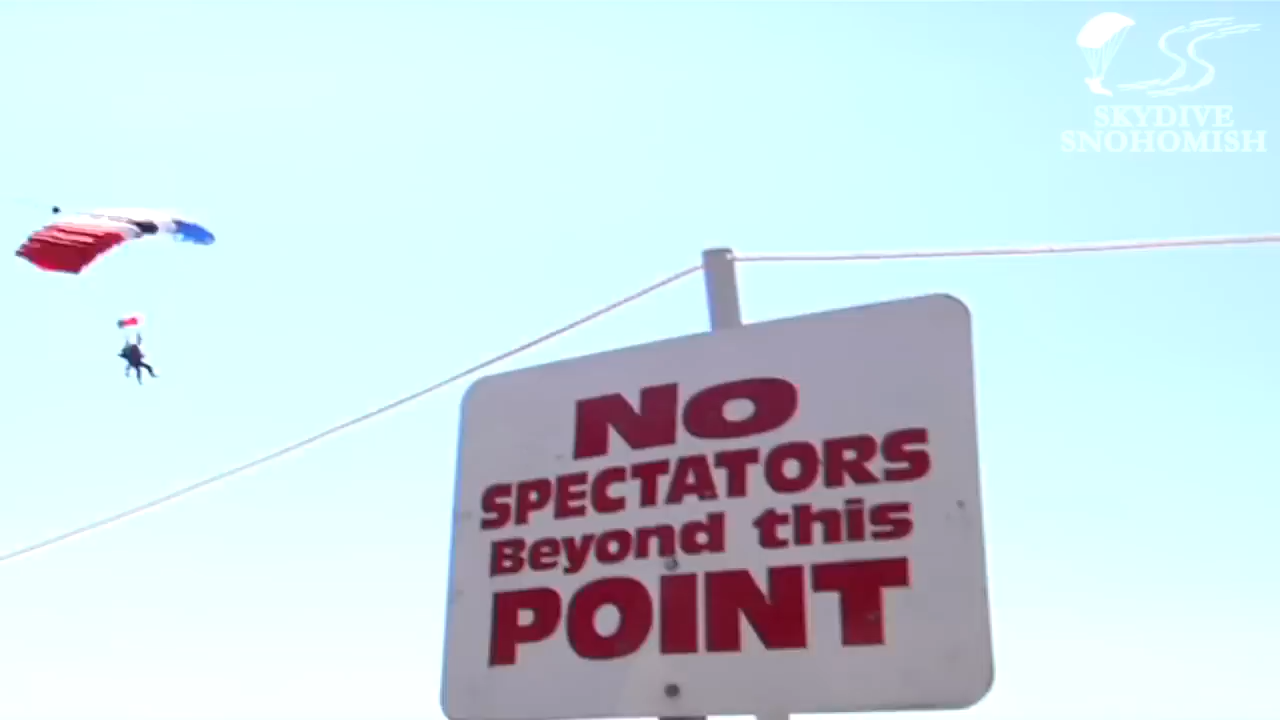 SKYDIVE
SNOHOMISH
NO
SPECTATORS
Beyond this
POINT